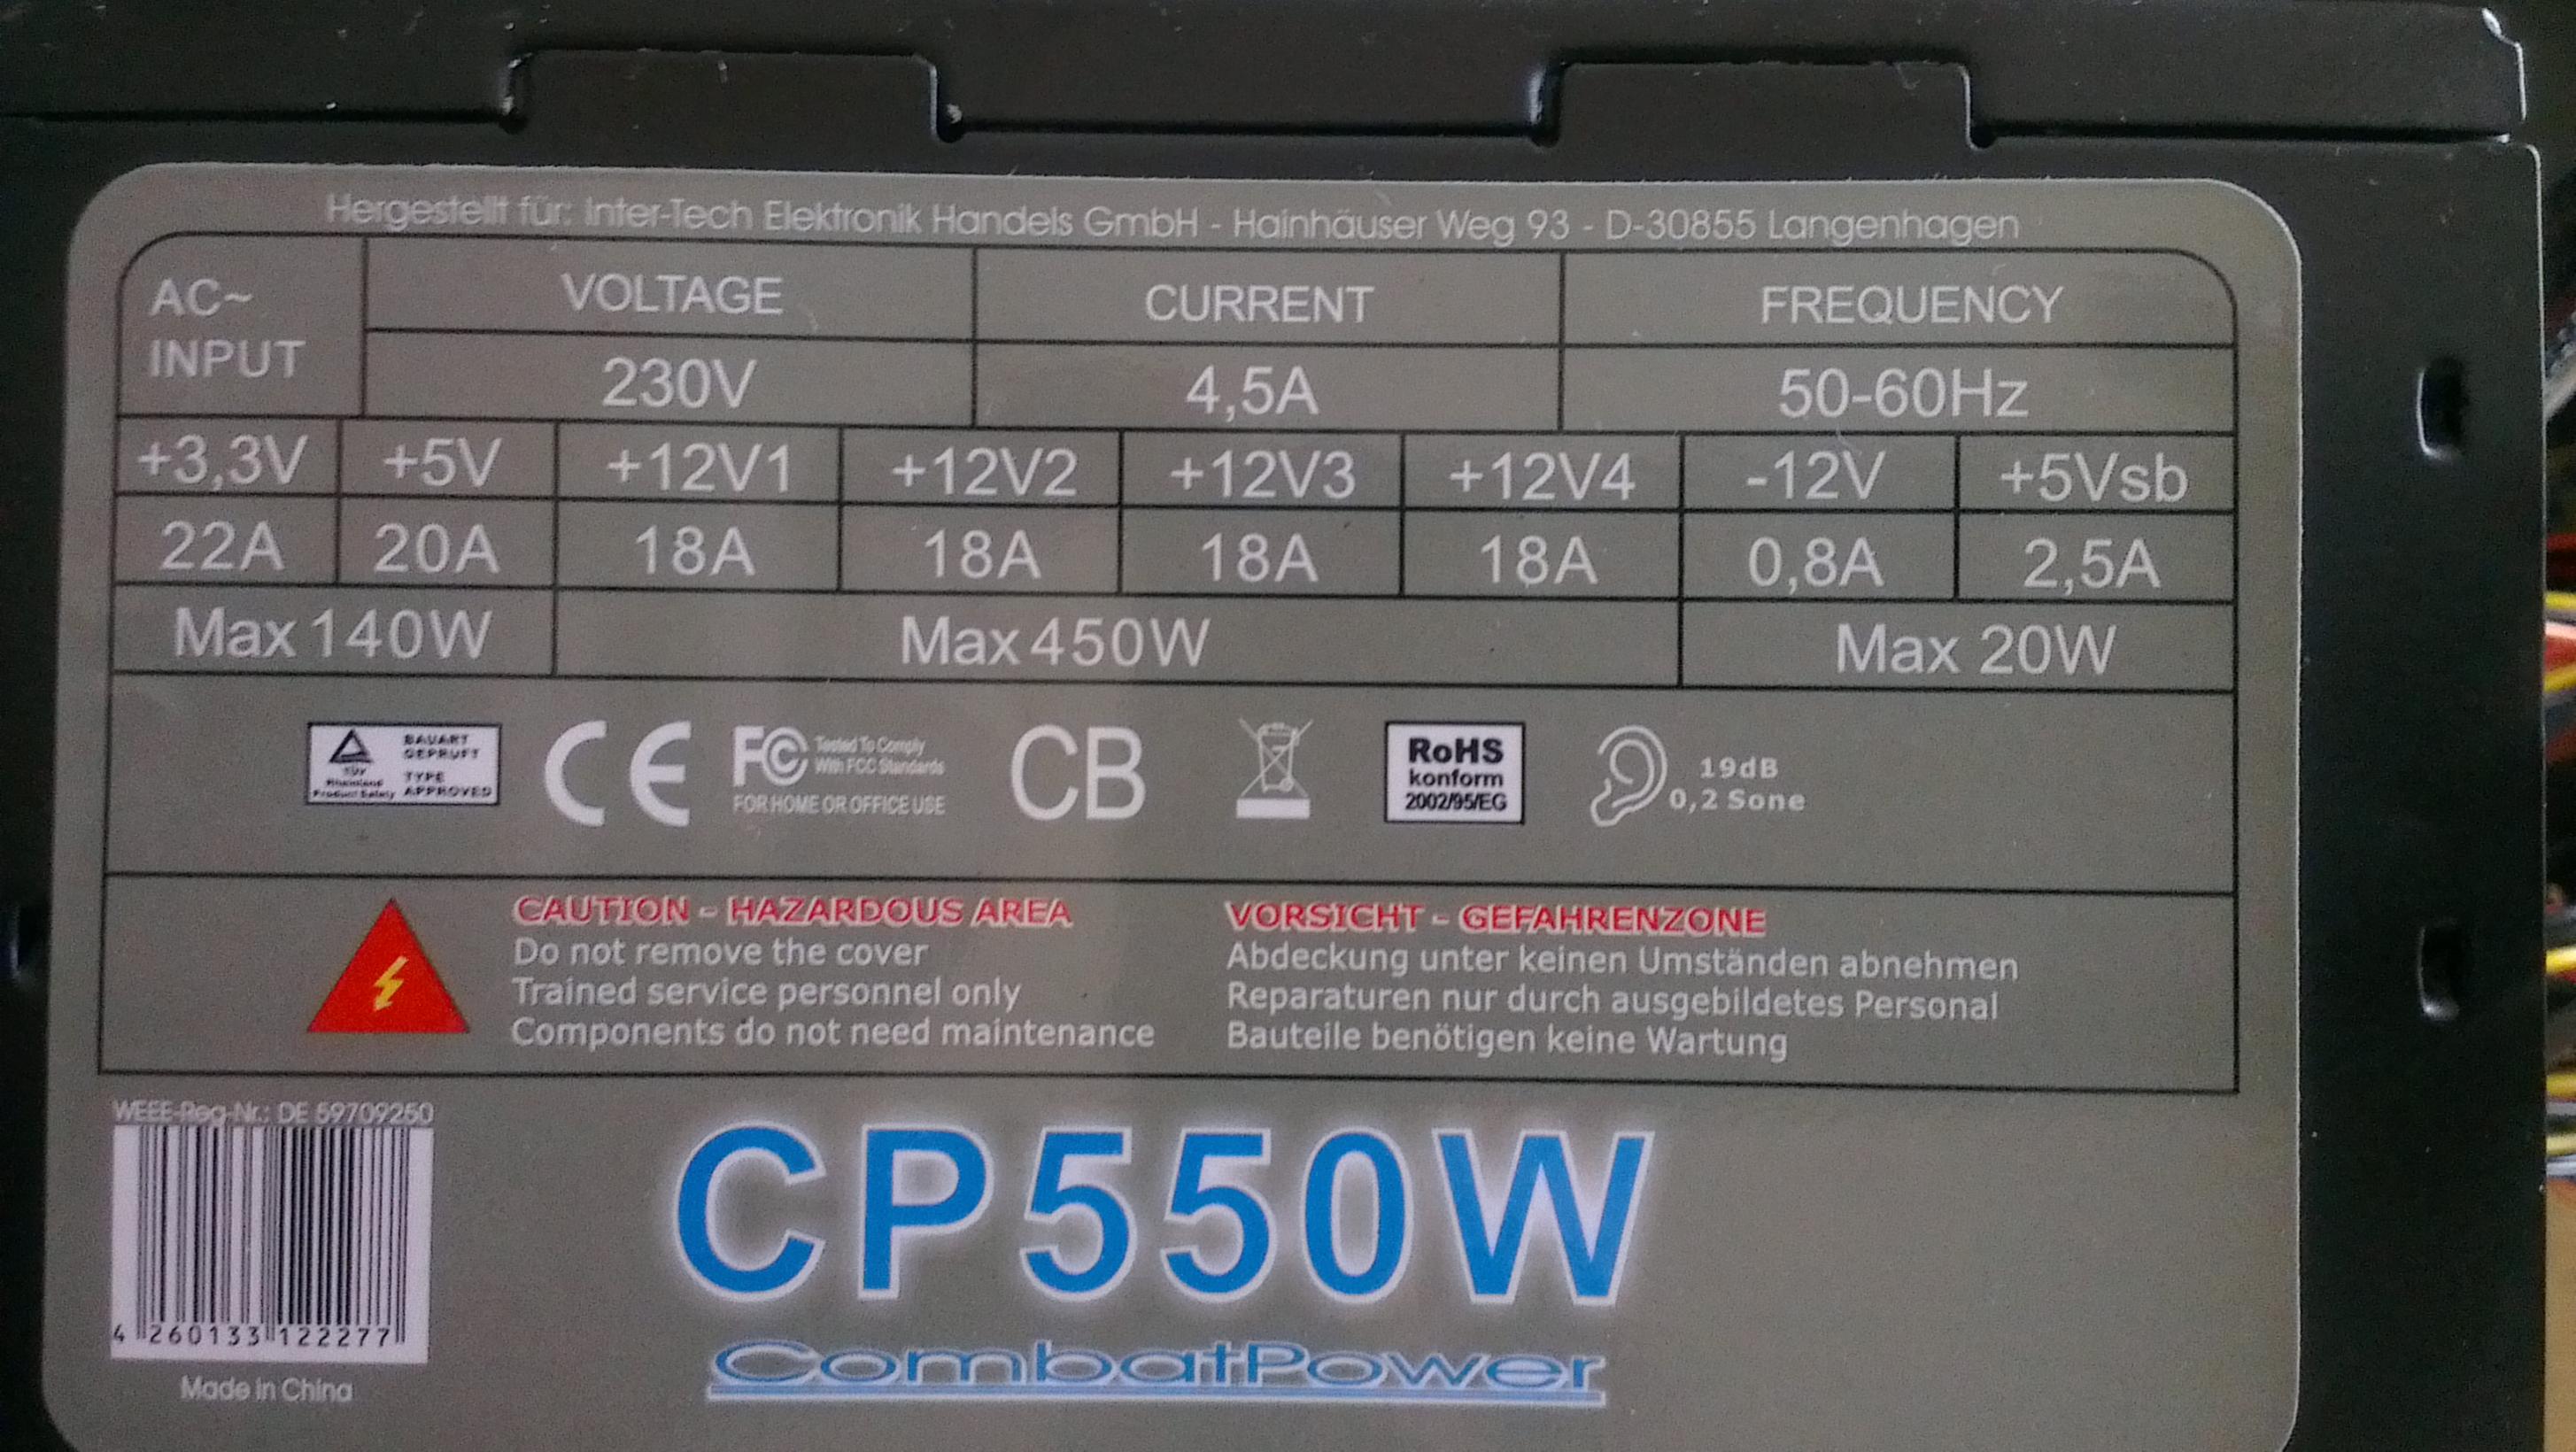 Hergestellt für: Inter-Tech Elektronik Handels GmbH - Hainhäuser Weg 93 - D-30855 Langenhagen
AC~ INPUT
VOLTAGE CURRENT FREQUENCY
230V 4,5A 50-60Hz
+3,3V +5V +12V1 +12V2 +12V3 +12V4 -12V +5Vsb
22A 20A 18A 18A 18A 18A 0,8A 2,5A
Max 140W Max 450W Max 20W
TÜV
Rheinland
Product Safety
BAUART
GEPRÜFT
TYPE
APPROVED
CE
FC Tested To Comply
With FCC Standards
FOR HOME OR OFFICE USE
CB
RoHS
konform
2002/95/EG
19dB
0,2 Sone
CAUTION - HAZARDOUS AREA
Do not remove the cover
Trained service personnel only
Components do not need maintenance
VORSICHT - GEFAHRENZONE
Abdeckung unter keinen Umständen abnehmen
Reparaturen nur durch ausgebildetes Personal
Bauteile benötigen keine Wartung
WEEE-Reg-Nr.: DE 59709250
4 260133 122277
Made in China
CP550W
CombatPower